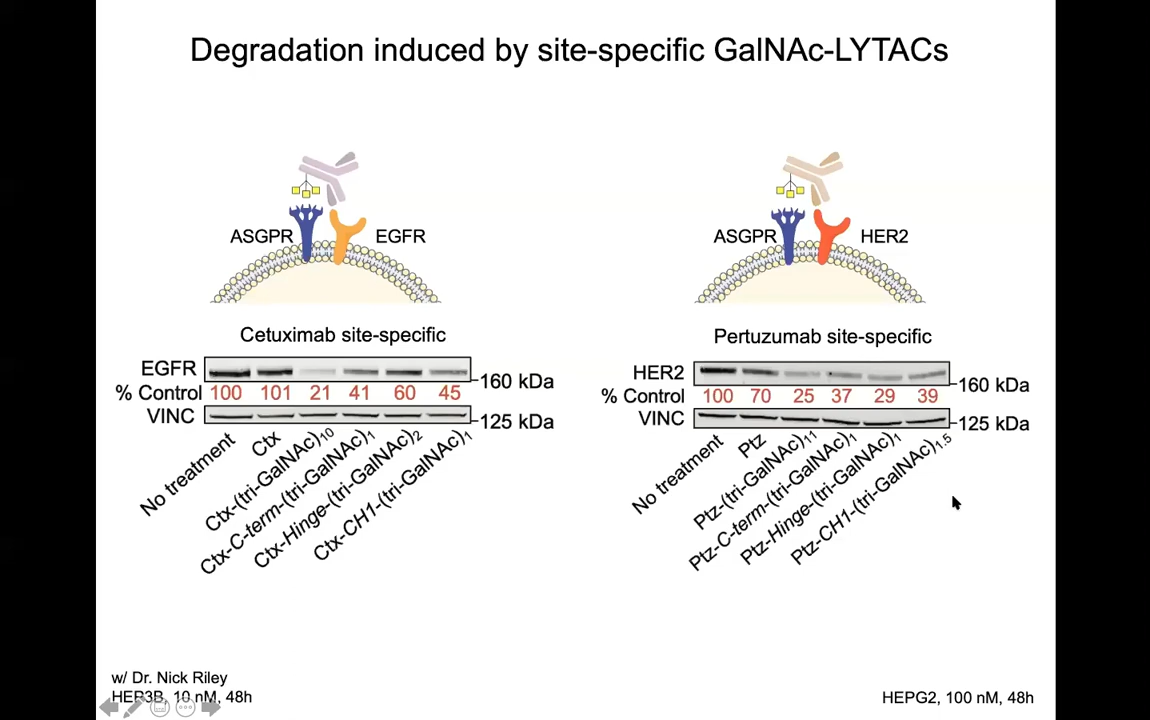 Degradation induced by site-specific GalNAc-LYTACs
ASGPR EGFR
Cetuximab site-specific
EGFR
160 kDa
% Control 100 101 21 41 60 45
VINC
125 kDa
No treatment
Ctx
Ctx-(tri-GalNAc)10
Ctx-C-term-(tri-GalNAc)1
Ctx-Hinge-(tri-GalNAc)2
Ctx-CH1-(tri-GalNAc)1
ASGPR HER2
Pertuzumab site-specific
HER2
160 kDa
% Control 100 70 25 37 29 39
VINC
125 kDa
No treatment
Ptz
Ptz-(tri-GalNAc)11
Ptz-C-term-(tri-GalNAc)1
Ptz-Hinge-(tri-GalNAc)1
Ptz-CH1-(tri-GalNAc)1.5
w/ Dr. Nick Riley
HEP3B, 10 nM, 48h
HEPG2, 100 nM, 48h